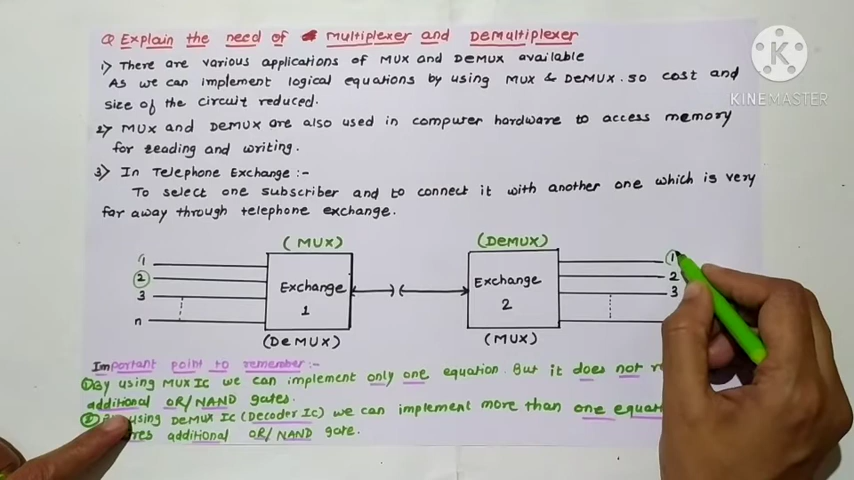 Q Explain the need of Multiplexer and Demultiplexer
1) There are various applications of MUX and DeMUX available
As we can implement logical equations by using MUX & DeMUX. so cost and
size of the circuit reduced.
2) MUX and DeMUX are also used in computer hardware to access memory
for reading and writing.
3) In Telephone Exchange :-
To select one subscriber and to connect it with another one which is very
far away through telephone exchange.
(MUX) (DeMUX)
1 1
2 2
3 3
n
Exchange
1
Exchange
2
(DeMUX) (MUX)
Important point to remember :-
① By using MUX IC we can implement only one equation. But it does not
additional OR/NAND gates.
② using DeMUX IC (Decoder IC) we can implement more than one
additional OR/NAND gate.
K
KINEMASTER